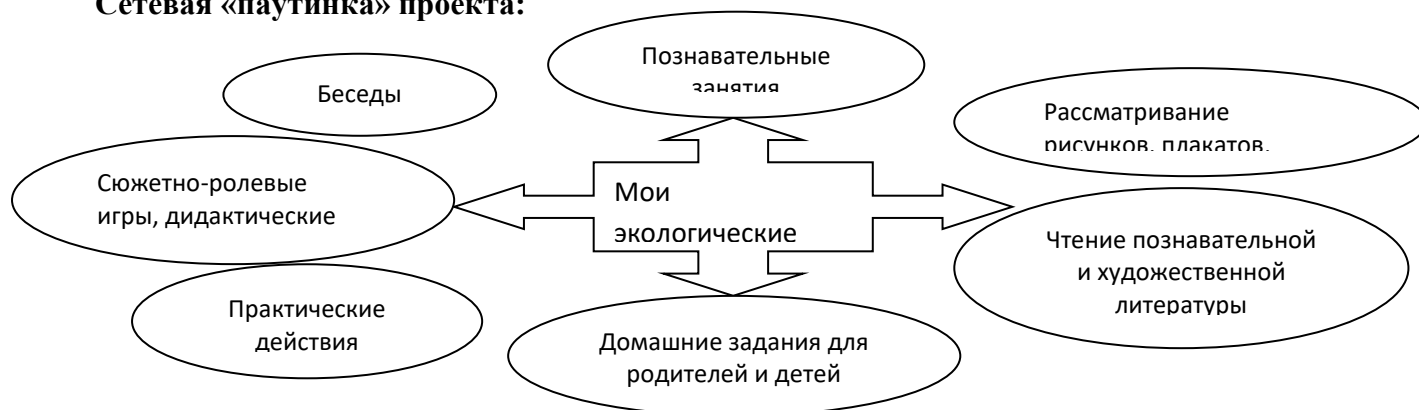 Сетевая «паутинка» проекта:
Познавательные
занятия
Беседы
Рассматривание
рисунков, плакатов,
Сюжетно-ролевые
игры, дидактические
Мои
экологические
Чтение познавательной
и художественной
литературы
Практические
действия
Домашние задания для
родителей и детей